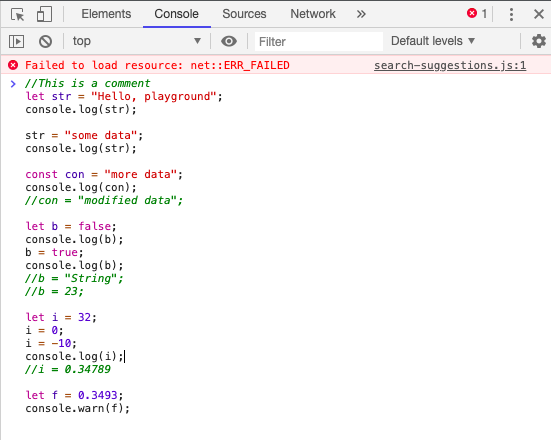 Elements Console Sources Network » 1
top Filter Default levels ▼
Failed to load resource: net::ERR_FAILED search-suggestions.js:1
> //This is a comment
let str = "Hello, playground";
console.log(str);
str = "some data";
console.log(str);
const con = "more data";
console.log(con);
//con = "modified data";
let b = false;
console.log(b);
b = true;
console.log(b);
//b = "String";
//b = 23;
let i = 32;
i = 0;
i = -10;
console.log(i);
//i = 0.34789
let f = 0.3493;
console.warn(f);